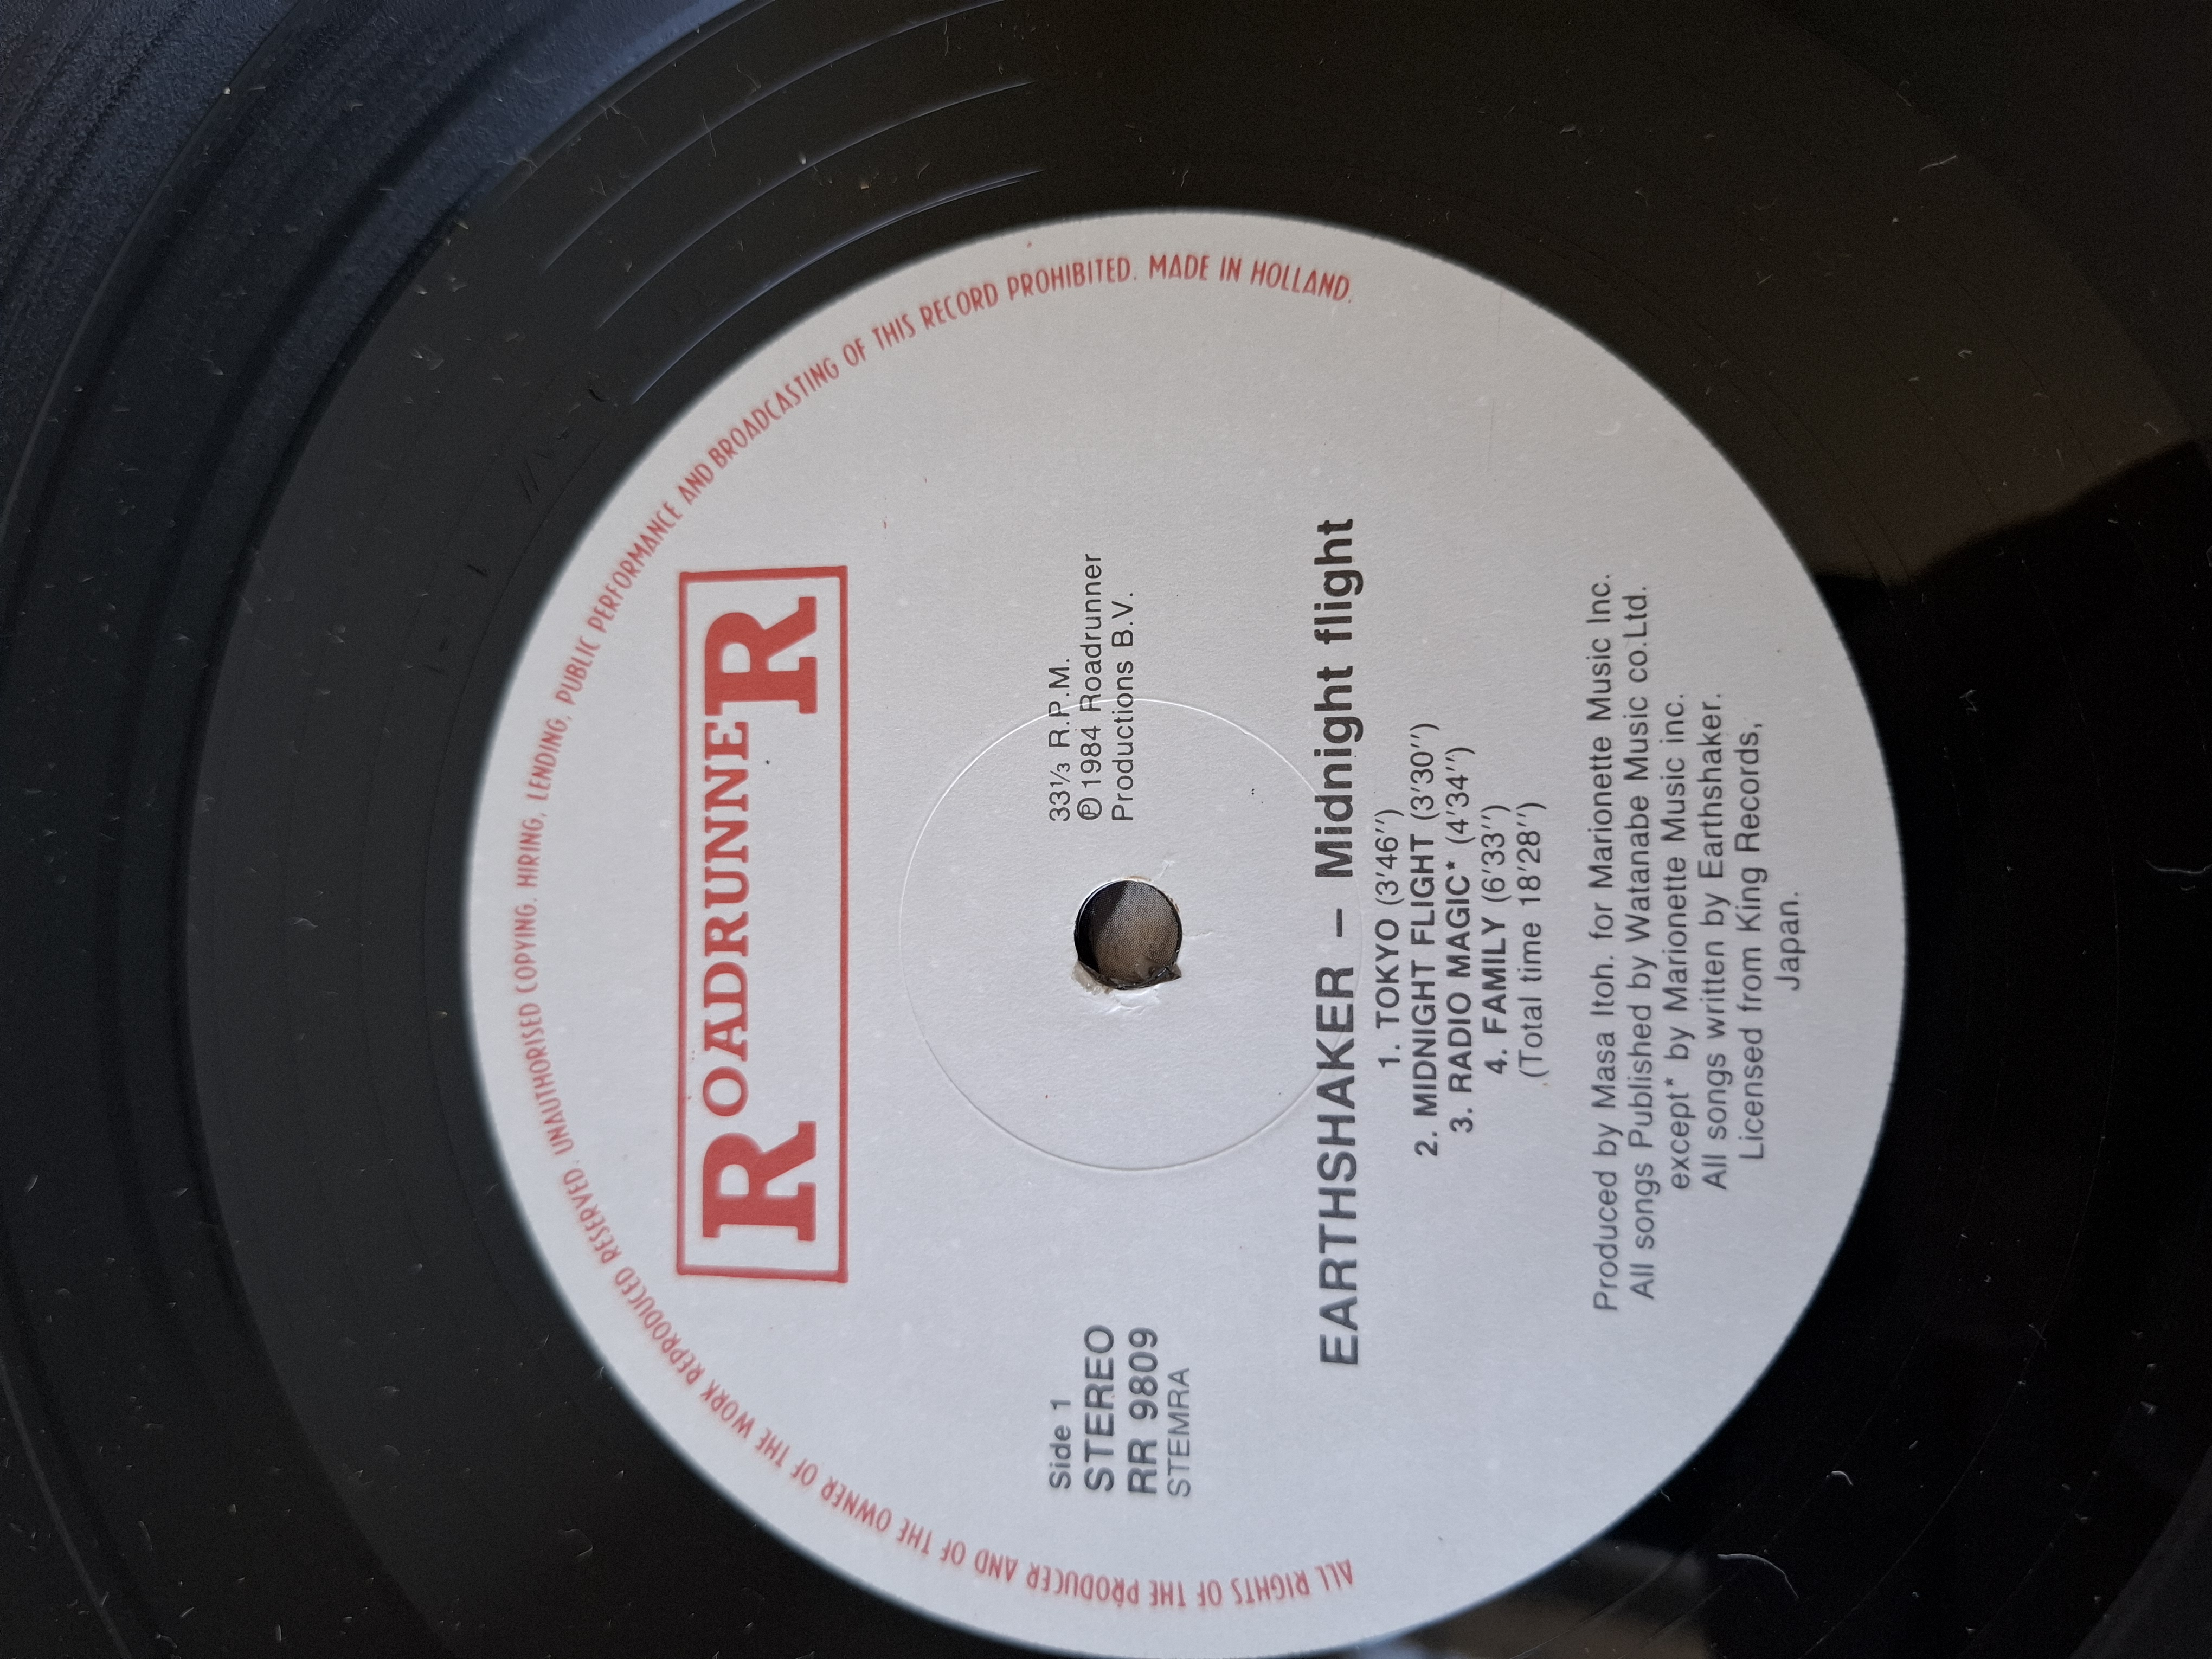 ALL RIGHTS OF THE PRODUCER AND OF THE OWNER OF THE WORK REPRODUCED RESERVED. UNAUTHORISED COPYING. HIRING, LENDING, PUBLIC PERFORMANCE AND BROADCASTING OF THIS RECORD PROHIBITED. MADE IN HOLLAND.
ROADRUNNER
Side 1
STEREO
RR 9809
STEMRA
33⅓ R.P.M.
℗ 1984 Roadrunner
Productions B.V.
EARTHSHAKER – Midnight flight
1. TOKYO (3′46′′)
2. MIDNIGHT FLIGHT (3′30′′)
3. RADIO MAGIC* (4′34′′)
4. FAMILY (6′33′′)
(Total time 18′28′′)
Produced by Masa Itoh. for Marionette Music Inc.
All songs Published by Watanabe Music co.Ltd.
except* by Marionette Music inc.
All songs written by Earthshaker.
Licensed from King Records,
Japan.